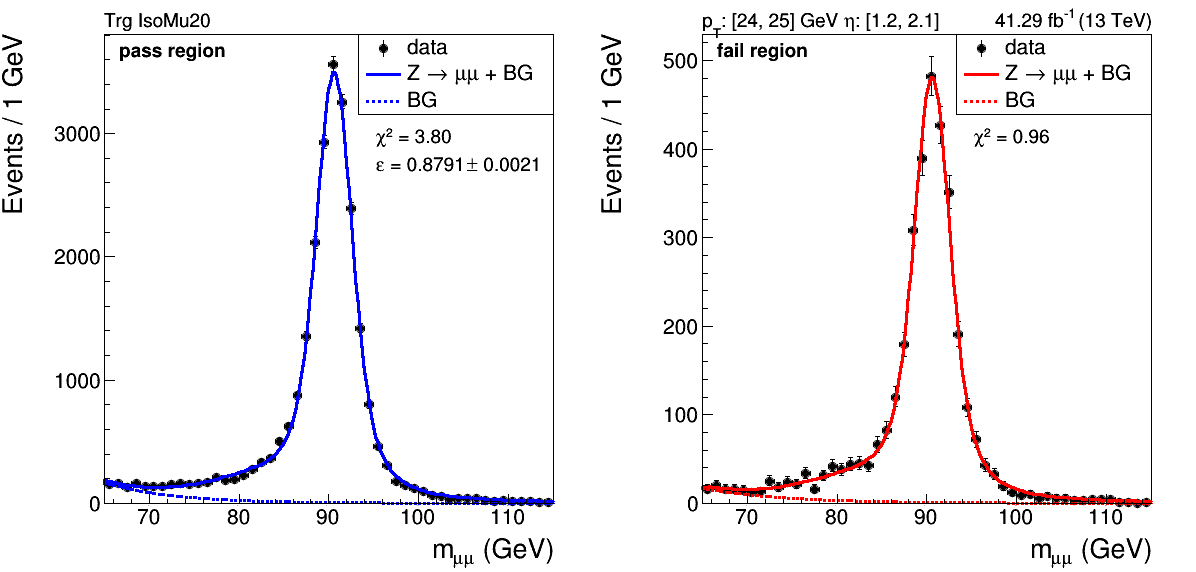 Trg IsoMu20
pass region
data
Z → μμ + BG
BG
χ² = 3.80
ε = 0.8791 ± 0.0021
Events / 1 GeV
3000
2000
1000
0
70 80 90 100 110
mμμ (GeV)
pT: [24, 25] GeV η: [1.2, 2.1] 41.29 fb⁻¹ (13 TeV)
fail region
data
Z → μμ + BG
BG
χ² = 0.96
Events / 1 GeV
500
400
300
200
100
0
70 80 90 100 110
mμμ (GeV)